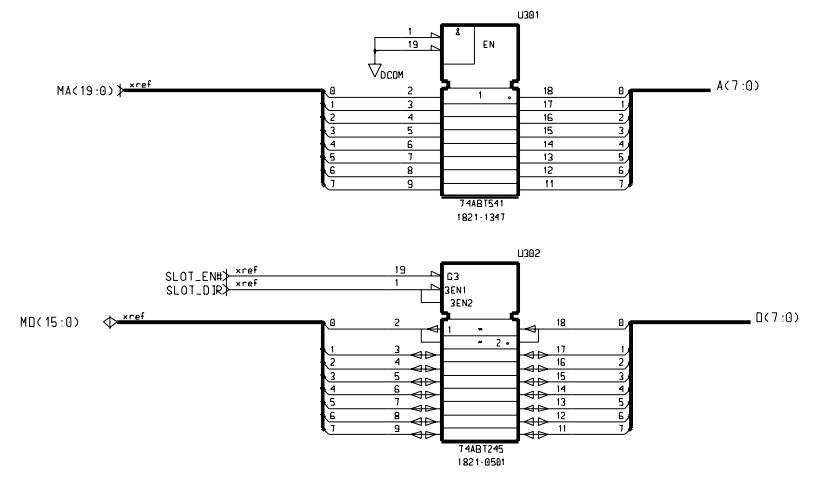 U301
1 & EN
19
DCOM
MA(19:0) xref A(7:0)
0 2 1 18 0
1 3 17 1
2 4 16 2
3 5 15 3
4 6 14 4
5 7 13 5
6 8 12 6
7 9 11 7
74ABT541
1821-1347
U302
SLOT_EN# xref 19 G3
SLOT_DIR xref 1 3EN1
3EN2
MD(15:0) xref D(7:0)
0 2 1 18 0
2
1 3 17 1
2 4 16 2
3 5 15 3
4 6 14 4
5 7 13 5
6 8 12 6
7 9 11 7
74ABT245
1821-0501